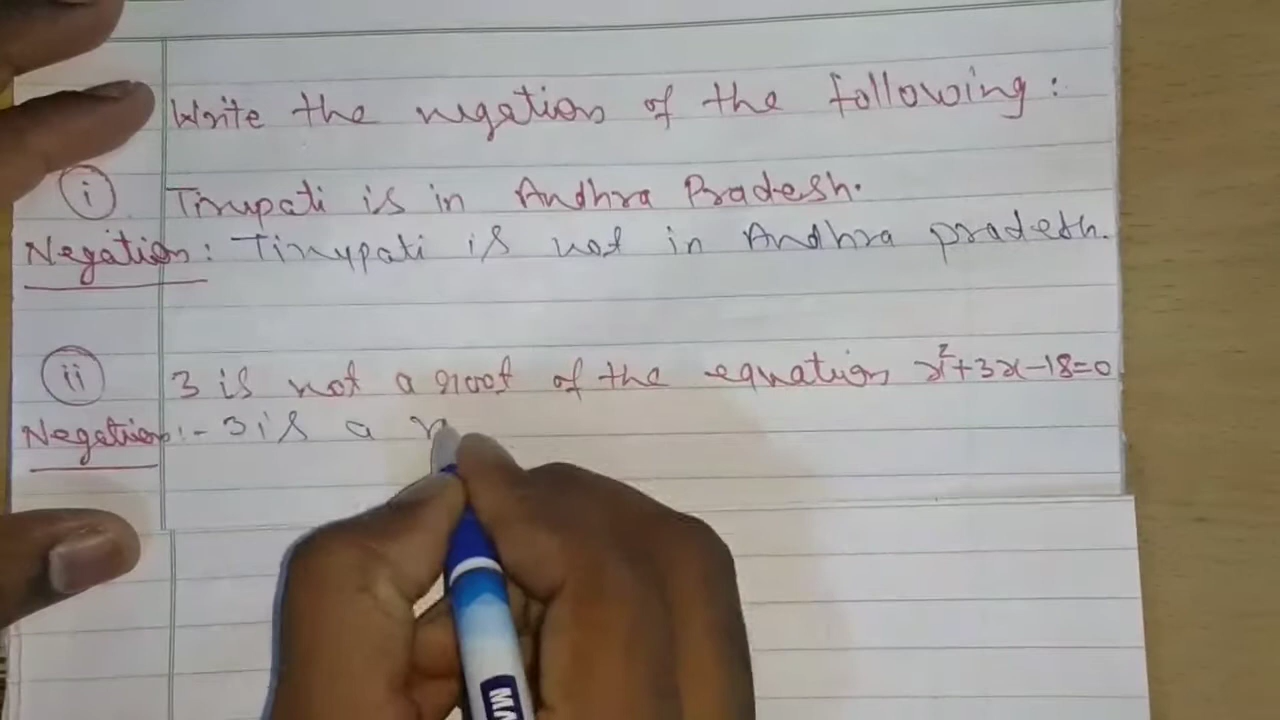 Write the negation of the following :
i Tirupati is in Andhra Pradesh.
Negation : Tirupati is not in Andhra pradesh.
ii 3 is not a root of the equation x²+3x-18=0
Negation:- 3 is a r